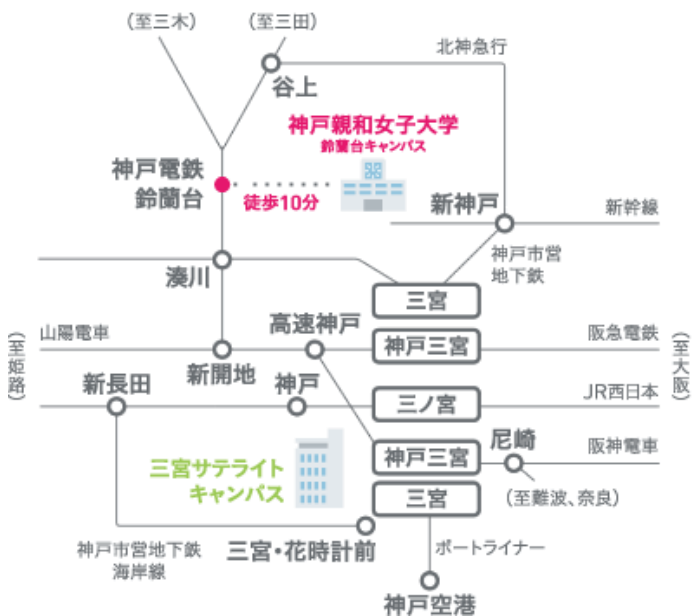 (至三木)
(至三田)
北神急行
谷上
神戸親和女子大学
鈴蘭台キャンパス
神戸電鉄
鈴蘭台
徒歩10分
新神戸
新幹線
神戸市営
地下鉄
湊川
三宮
高速神戸
山陽電車
神戸三宮
阪急電鉄
(至姫路)
(至大阪)
新開地
新長田
神戸
三ノ宮
JR西日本
尼崎
神戸三宮
阪神電車
三宮サテライト
キャンパス
三宮
(至難波、奈良)
神戸市営地下鉄
海岸線
三宮・花時計前
ポートライナー
神戸空港